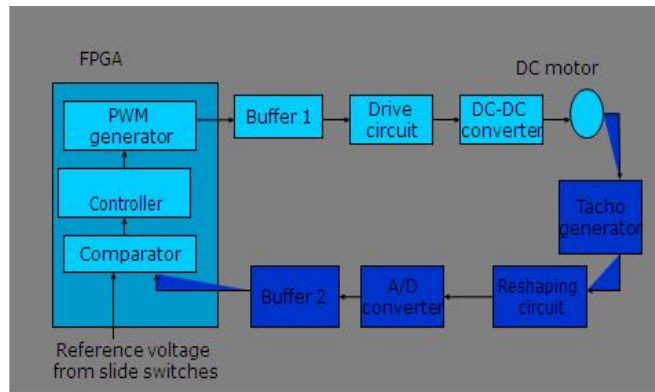 FPGA
DC motor
PWM
generator
Buffer 1
Drive
circuit
DC-DC
converter
Controller
Tacho
generator
Comparator
Buffer 2
A/D
converter
Reshaping
circuit
Reference voltage
from slide switches